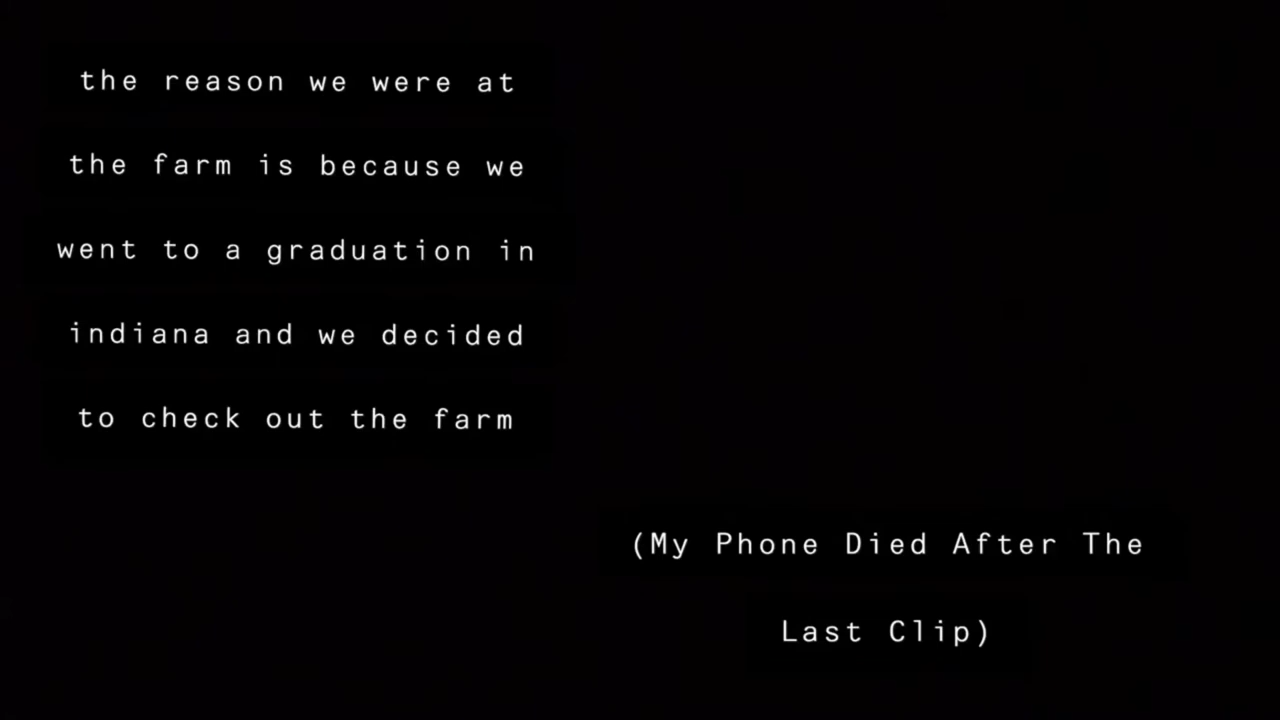 the reason we were at
the farm is because we
went to a graduation in
indiana and we decided
to check out the farm
(My Phone Died After The
Last Clip)